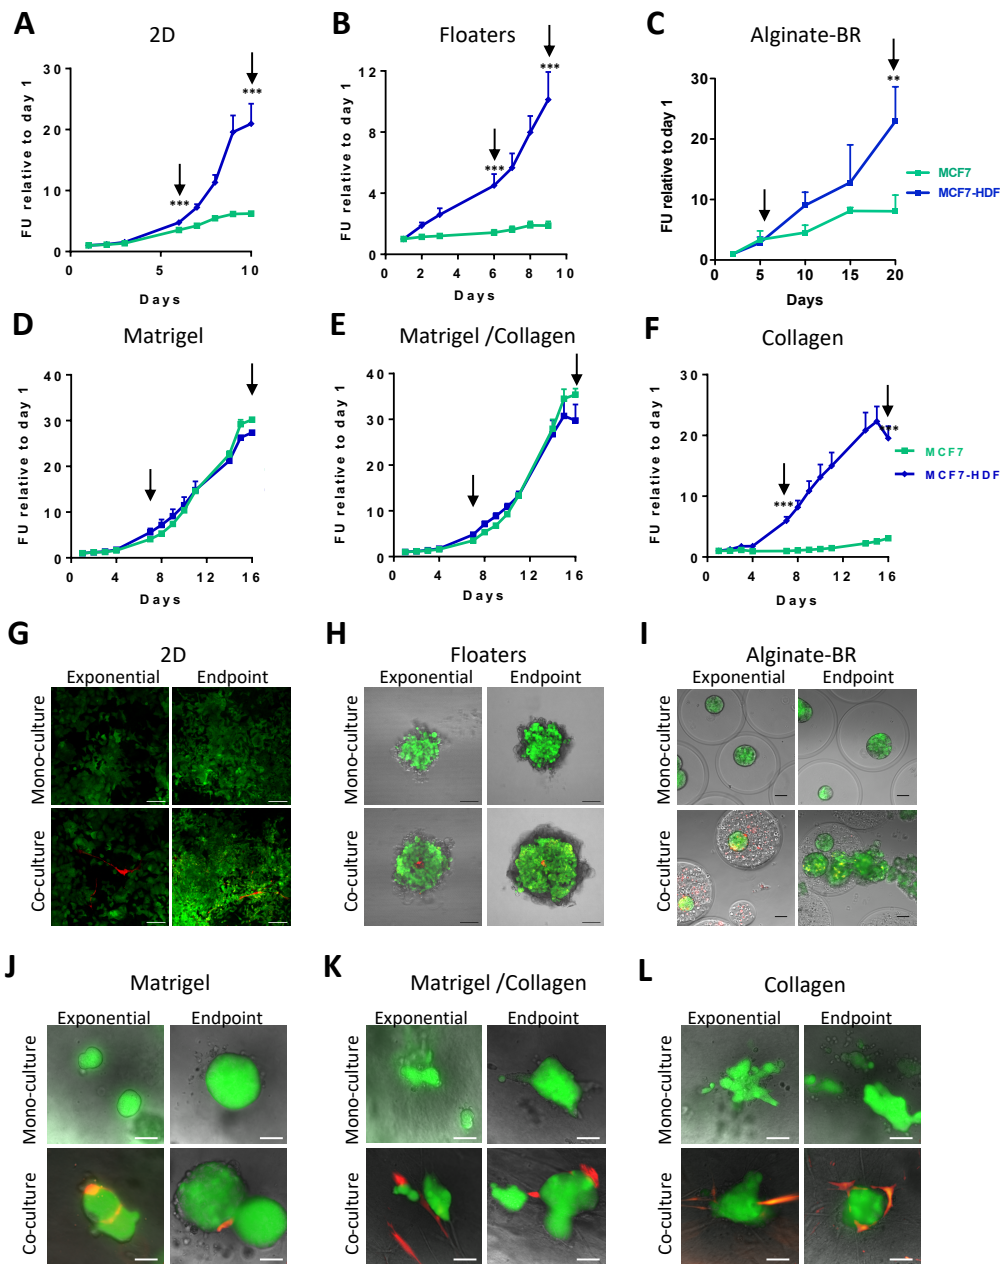 A
2D
FU relative to day 1
30
20
10
0
0
5
10
Days
***
***
B
Floaters
FU relative to day 1
12
8
4
0
0
2
4
6
8
10
Days
***
***
C
Alginate-BR
FU relative to day 1
30
20
10
0
0
5
10
15
20
Days
**
MCF7
MCF7-HDF
D
Matrigel
FU relative to day 1
40
30
20
10
0
0
4
8
12
16
Days
E
Matrigel /Collagen
FU relative to day 1
40
30
20
10
0
0
4
8
12
16
Days
F
Collagen
FU relative to day 1
30
20
10
0
0
4
8
12
16
Days
***
***
MCF7
MCF7-HDF
G
2D
Exponential Endpoint
Mono-culture
Co-culture
H
Floaters
Exponential Endpoint
Mono-culture
Co-culture
I
Alginate-BR
Exponential Endpoint
Mono-culture
Co-culture
J
Matrigel
Exponential Endpoint
Mono-culture
Co-culture
K
Matrigel /Collagen
Exponential Endpoint
Mono-culture
Co-culture
L
Collagen
Exponential Endpoint
Mono-culture
Co-culture